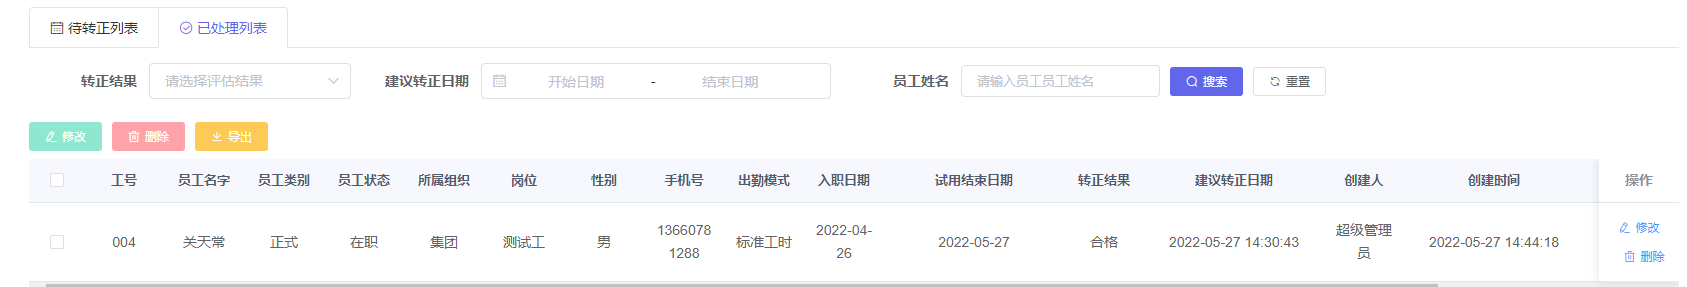 待转正列表 已处理列表
转正结果 请选择评估结果 建议转正日期 开始日期 - 结束日期 员工姓名 请输入员工员工姓名 搜索 重置
修改 删除 导出
工号 员工名字 员工类别 员工状态 所属组织 岗位 性别 手机号 出勤模式 入职日期 试用结束日期 转正结果 建议转正日期 创建人 创建时间 操作
004 关天常 正式 在职 集团 测试工 男 1366078 标准工时 2022-04- 2022-05-27 合格 2022-05-27 14:30:43 超级管理 2022-05-27 14:44:18 修改
1288 26 员 删除